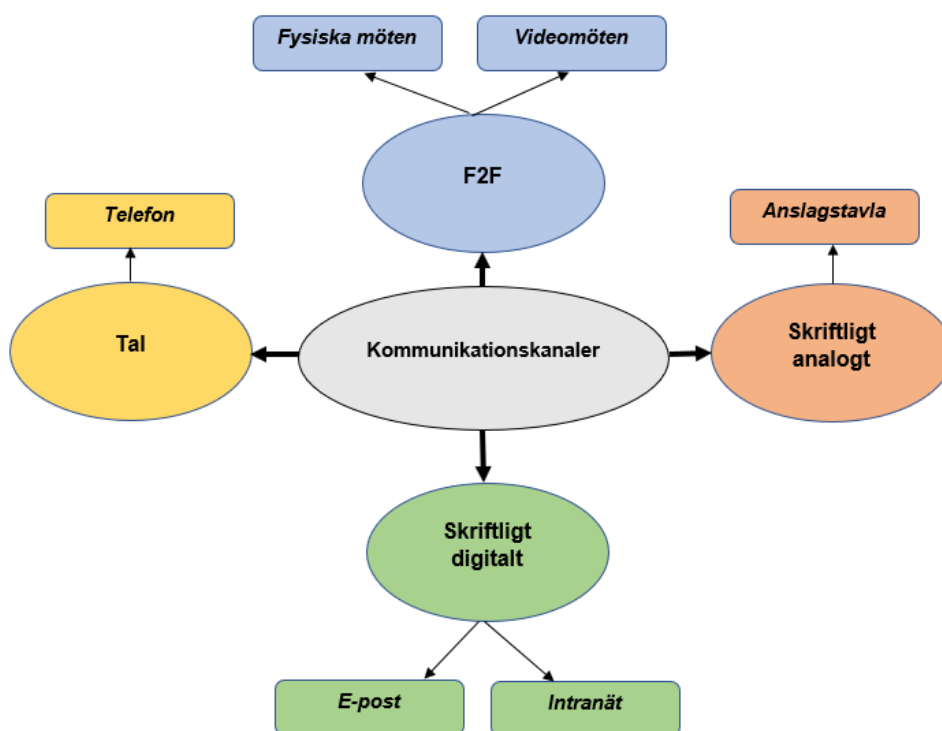 Fysiska möten
Videomöten
F2F
Telefon
Anslagstavla
Tal
Kommunikationskanaler
Skriftligt
analogt
Skriftligt
digitalt
E-post
Intranät